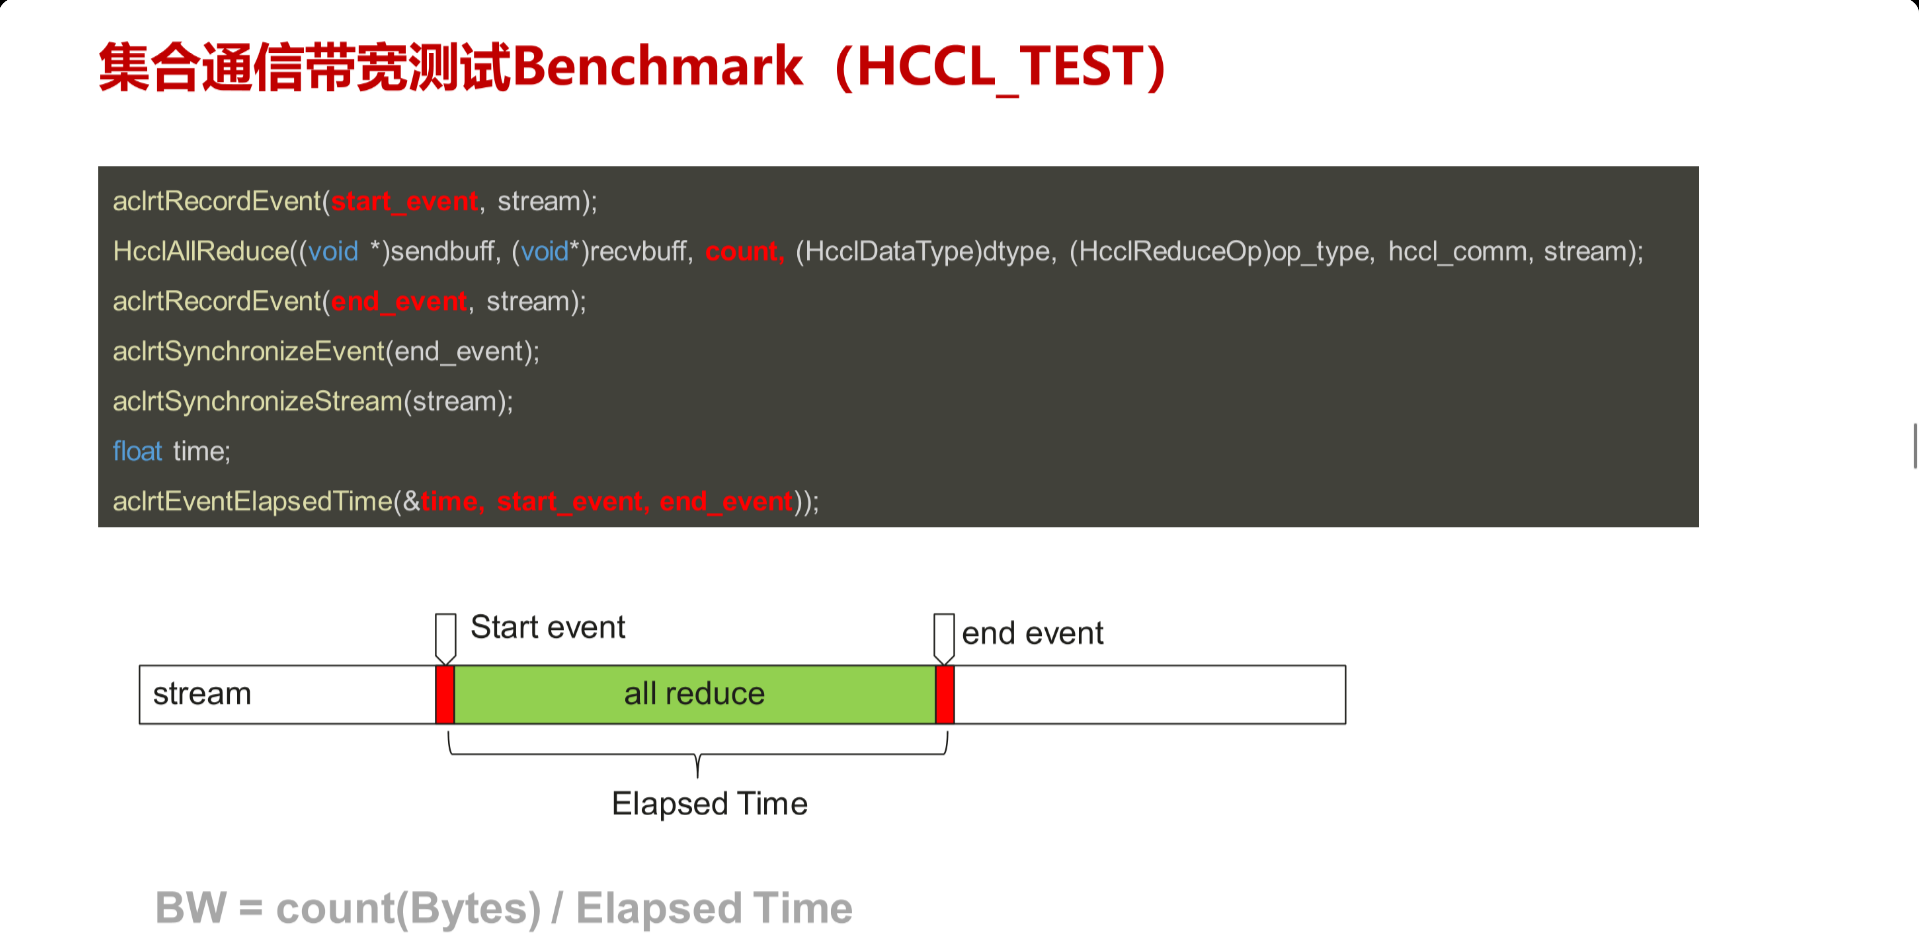 集合通信带宽测试Benchmark（HCCL_TEST）
aclrtRecordEvent(start_event, stream);
HcclAllReduce((void *)sendbuff, (void*)recvbuff, count, (HcclDataType)dtype, (HcclReduceOp)op_type, hccl_comm, stream);
aclrtRecordEvent(end_event, stream);
aclrtSynchronizeEvent(end_event);
aclrtSynchronizeStream(stream);
float time;
aclrtEventElapsedTime(&time, start_event, end_event));
Start event
end event
stream
all reduce
Elapsed Time
BW = count(Bytes) / Elapsed Time